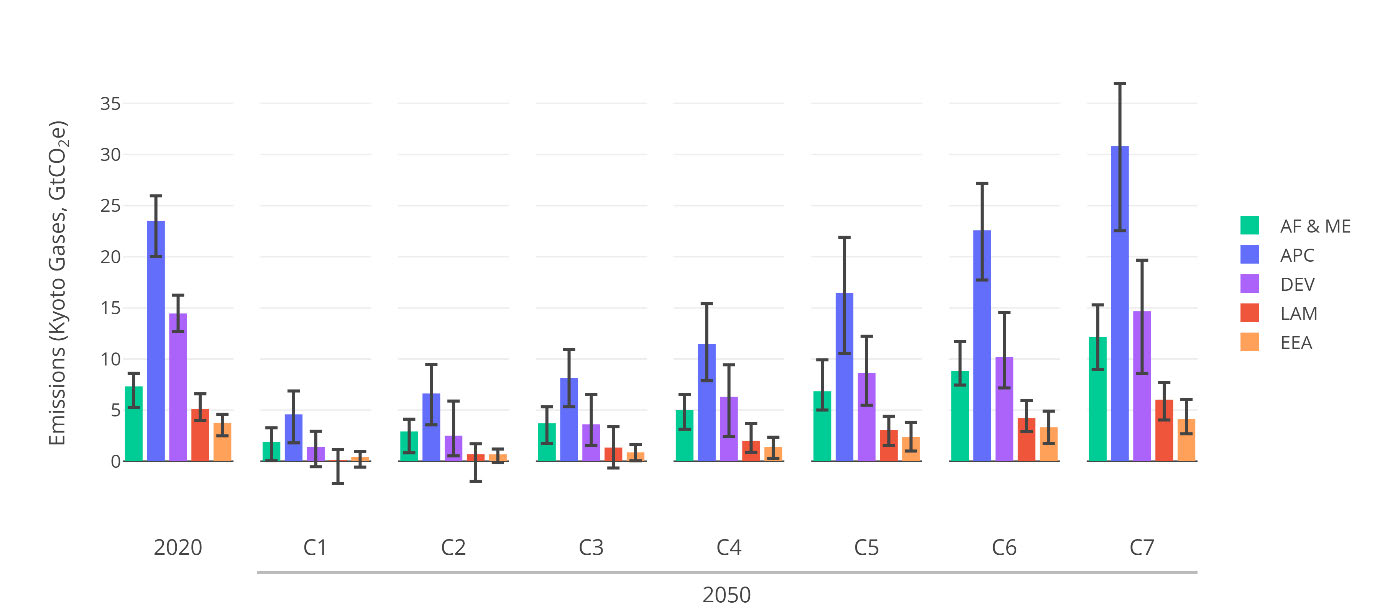 Emissions (Kyoto Gases, GtCO₂e)
35
30
25
20
15
10
5
0
2020
C1
C2
C3
C4
C5
C6
C7
2050
AF & ME
APC
DEV
LAM
EEA